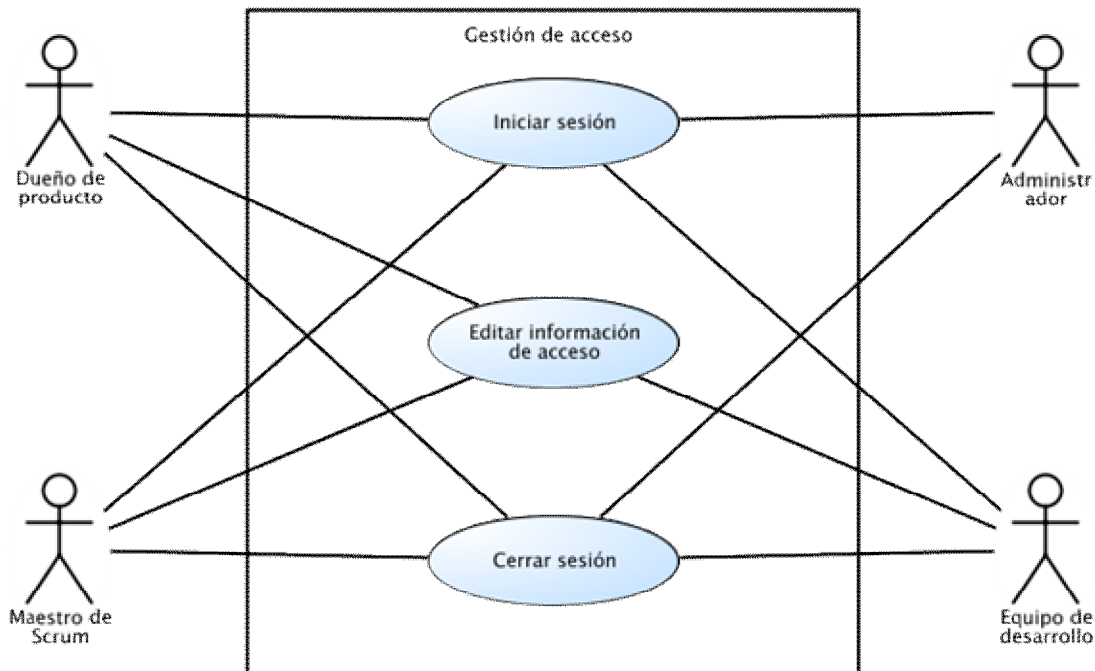 Gestión de acceso
Iniciar sesión
Dueño de
producto
Administr
ador
Editar información
de acceso
Cerrar sesión
Maestro de
Scrum
Equipo de
desarrollo